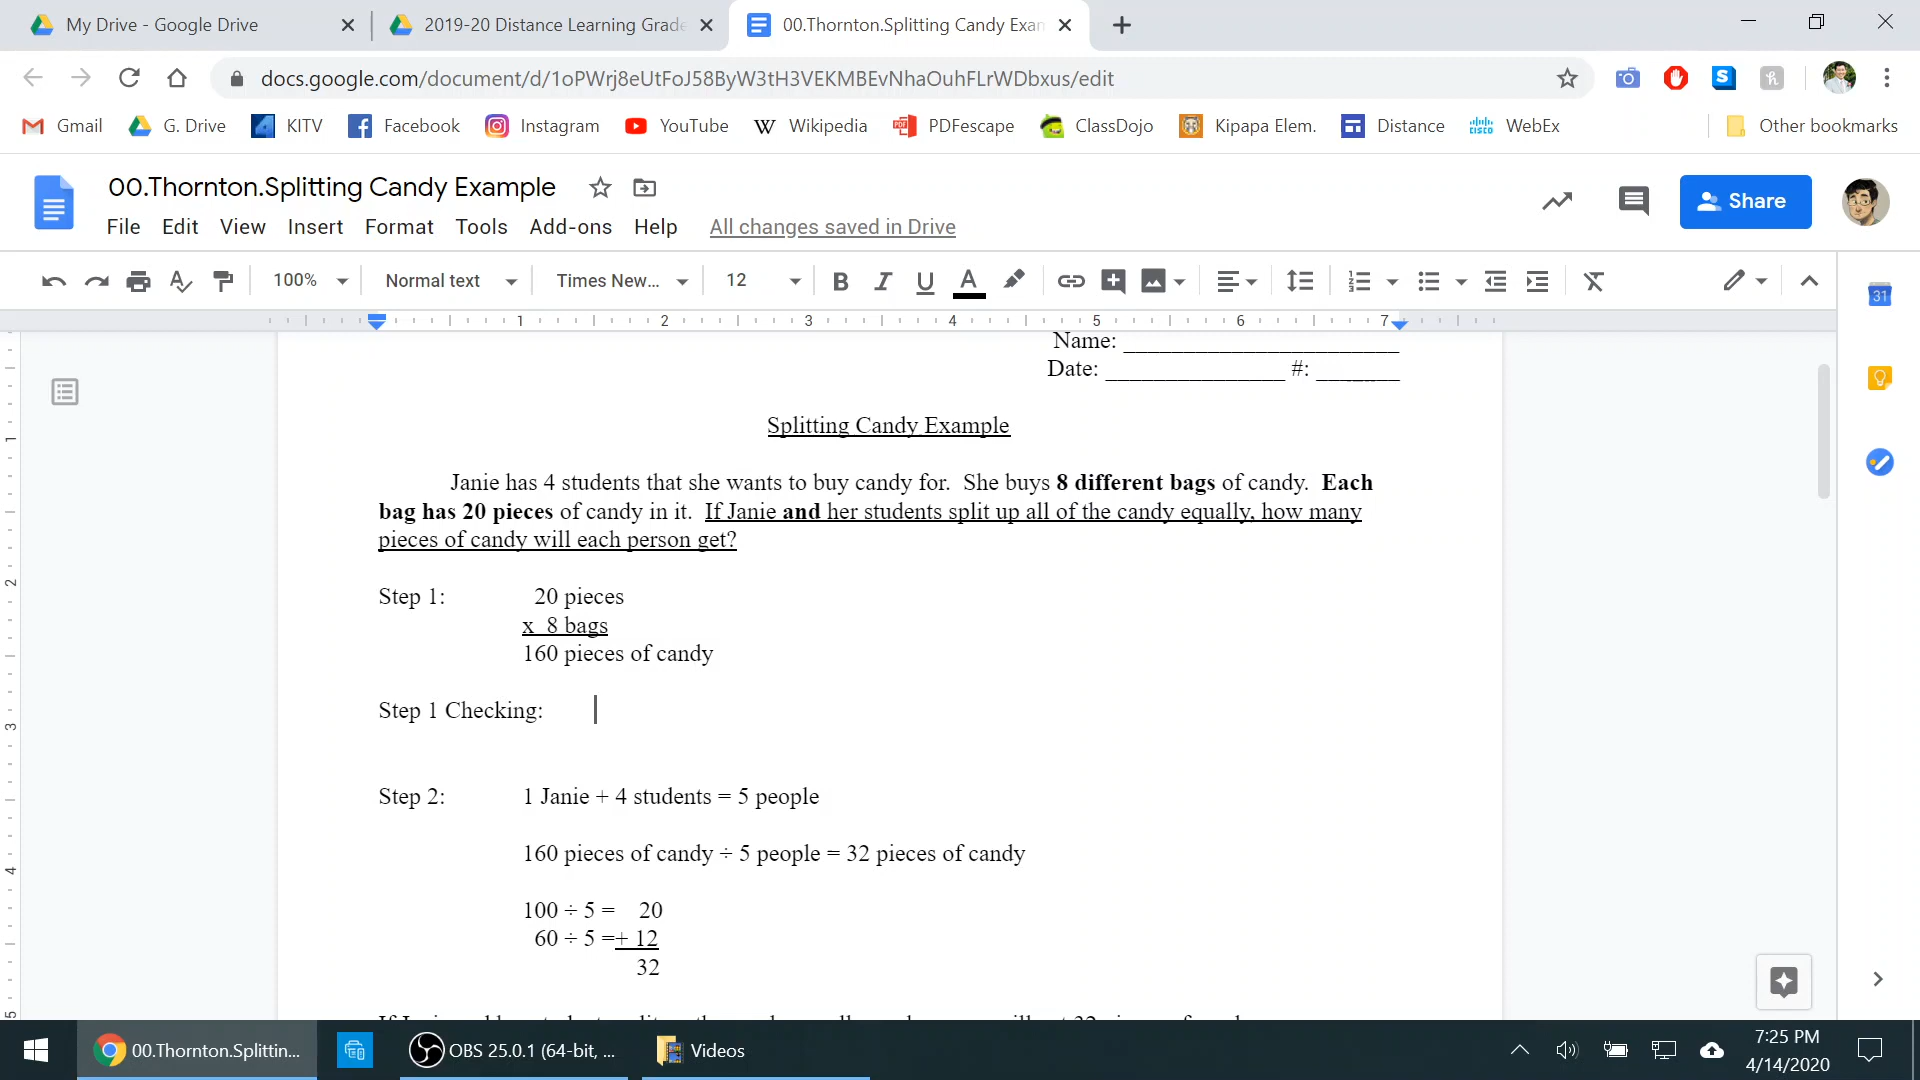 My Drive - Google Drive
2019-20 Distance Learning Grade
00.Thornton.Splitting Candy Exam
docs.google.com/document/d/1oPWrj8eUtFoJ58ByW3tH3VEKMBEvNhaOuhFLrWDbxus/edit
Gmail G. Drive KITV Facebook Instagram YouTube Wikipedia PDFescape ClassDojo Kipapa Elem. Distance WebEx Other bookmarks
00.Thornton.Splitting Candy Example
Share
File Edit View Insert Format Tools Add-ons Help All changes saved in Drive
100% Normal text Times New... 12
1 2 3 4 5 6 7
Name: _______________________
Date: _______________ #: _______
Splitting Candy Example
Janie has 4 students that she wants to buy candy for. She buys 8 different bags of candy. Each
bag has 20 pieces of candy in it. If Janie and her students split up all of the candy equally, how many
pieces of candy will each person get?
Step 1: 20 pieces
x 8 bags
160 pieces of candy
Step 1 Checking:
Step 2: 1 Janie + 4 students = 5 people
160 pieces of candy ÷ 5 people = 32 pieces of candy
100 ÷ 5 = 20
60 ÷ 5 =+ 12
32
00.Thornton.Splittin...
OBS 25.0.1 (64-bit, ...
Videos
7:25 PM
4/14/2020